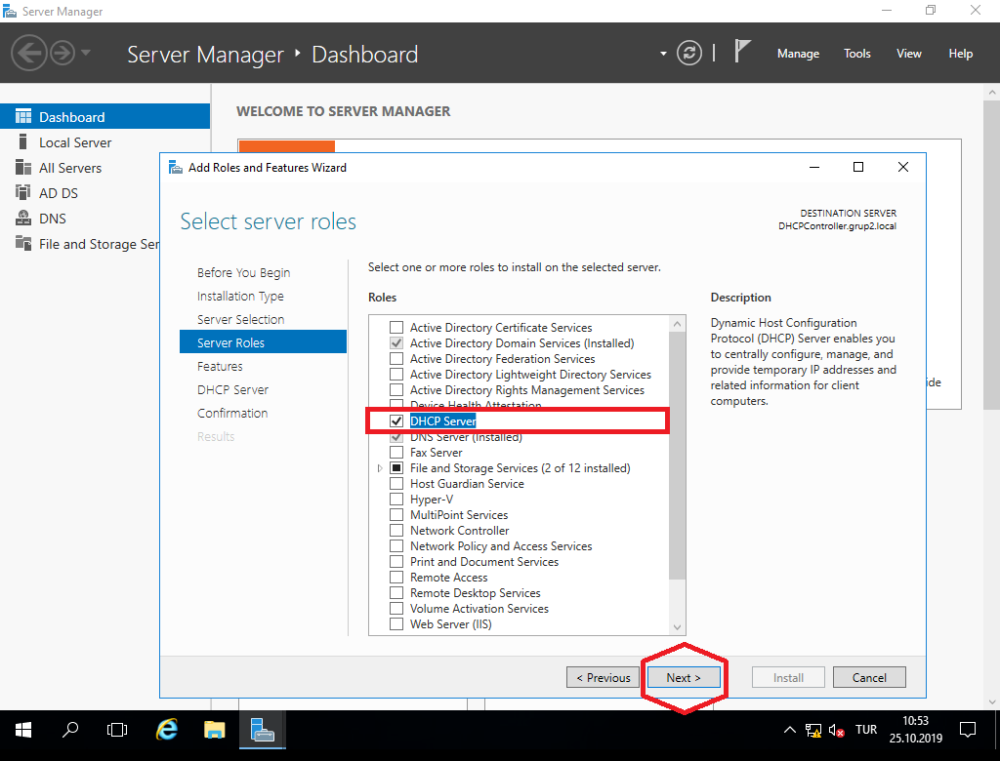 Server Manager
Server Manager ‣ Dashboard
Manage
Tools
View
Help
Dashboard
Local Server
All Servers
AD DS
DNS
File and Storage Ser
WELCOME TO SERVER MANAGER
Add Roles and Features Wizard
Select server roles
DESTINATION SERVER
DHCPController.grup2.local
Before You Begin
Installation Type
Server Selection
Server Roles
Features
DHCP Server
Confirmation
Results
Select one or more roles to install on the selected server.
Roles
Active Directory Certificate Services
Active Directory Domain Services (Installed)
Active Directory Federation Services
Active Directory Lightweight Directory Services
Active Directory Rights Management Services
Device Health Attestation
DHCP Server
DNS Server (Installed)
Fax Server
File and Storage Services (2 of 12 installed)
Host Guardian Service
Hyper-V
MultiPoint Services
Network Controller
Network Policy and Access Services
Print and Document Services
Remote Access
Remote Desktop Services
Volume Activation Services
Web Server (IIS)
Description
Dynamic Host Configuration
Protocol (DHCP) Server enables you
to centrally configure, manage, and
provide temporary IP addresses and
related information for client
computers.
ide
< Previous
Next >
Install
Cancel
TUR
10:53
25.10.2019